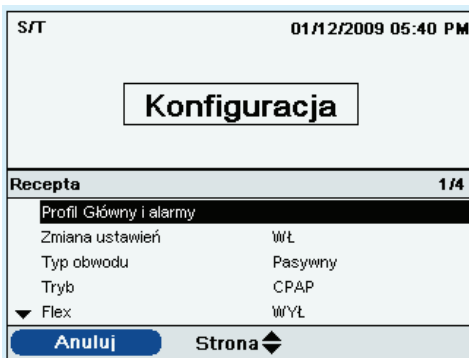 S/T 01/12/2009 05:40 PM
Konfiguracja
Recepta 1/4
Profil Główny i alarmy
Zmiana ustawień WŁ
Typ obwodu Pasywny
Tryb CPAP
Flex WYŁ
Anuluj Strona